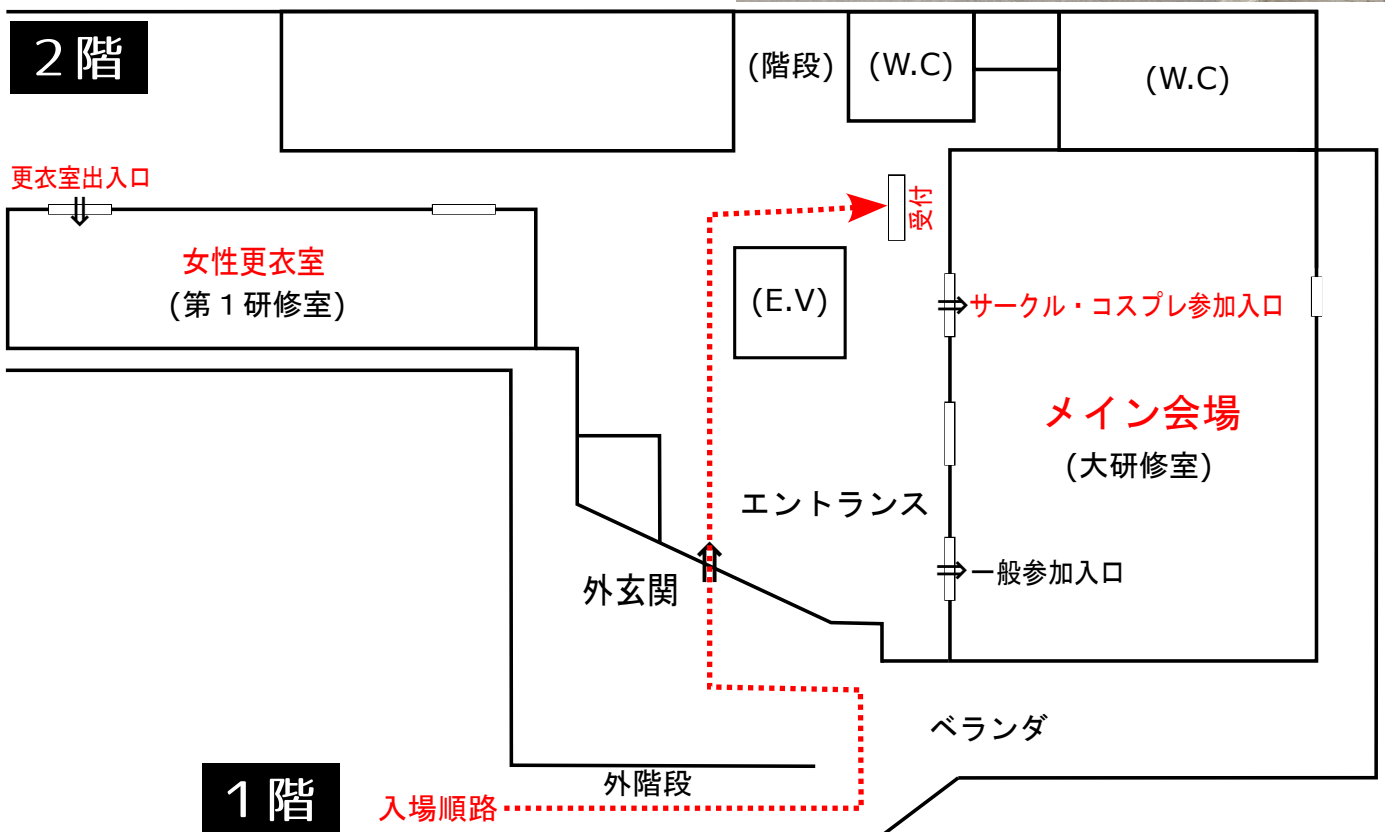 ２階
(階段)
(W.C)
(W.C)
更衣室出入口
受付
女性更衣室
(第１研修室)
(E.V)
⇒サークル・コスプレ参加入口
メイン会場
(大研修室)
エントランス
外玄関
⇒一般参加入口
ベランダ
１階
外階段
入場順路